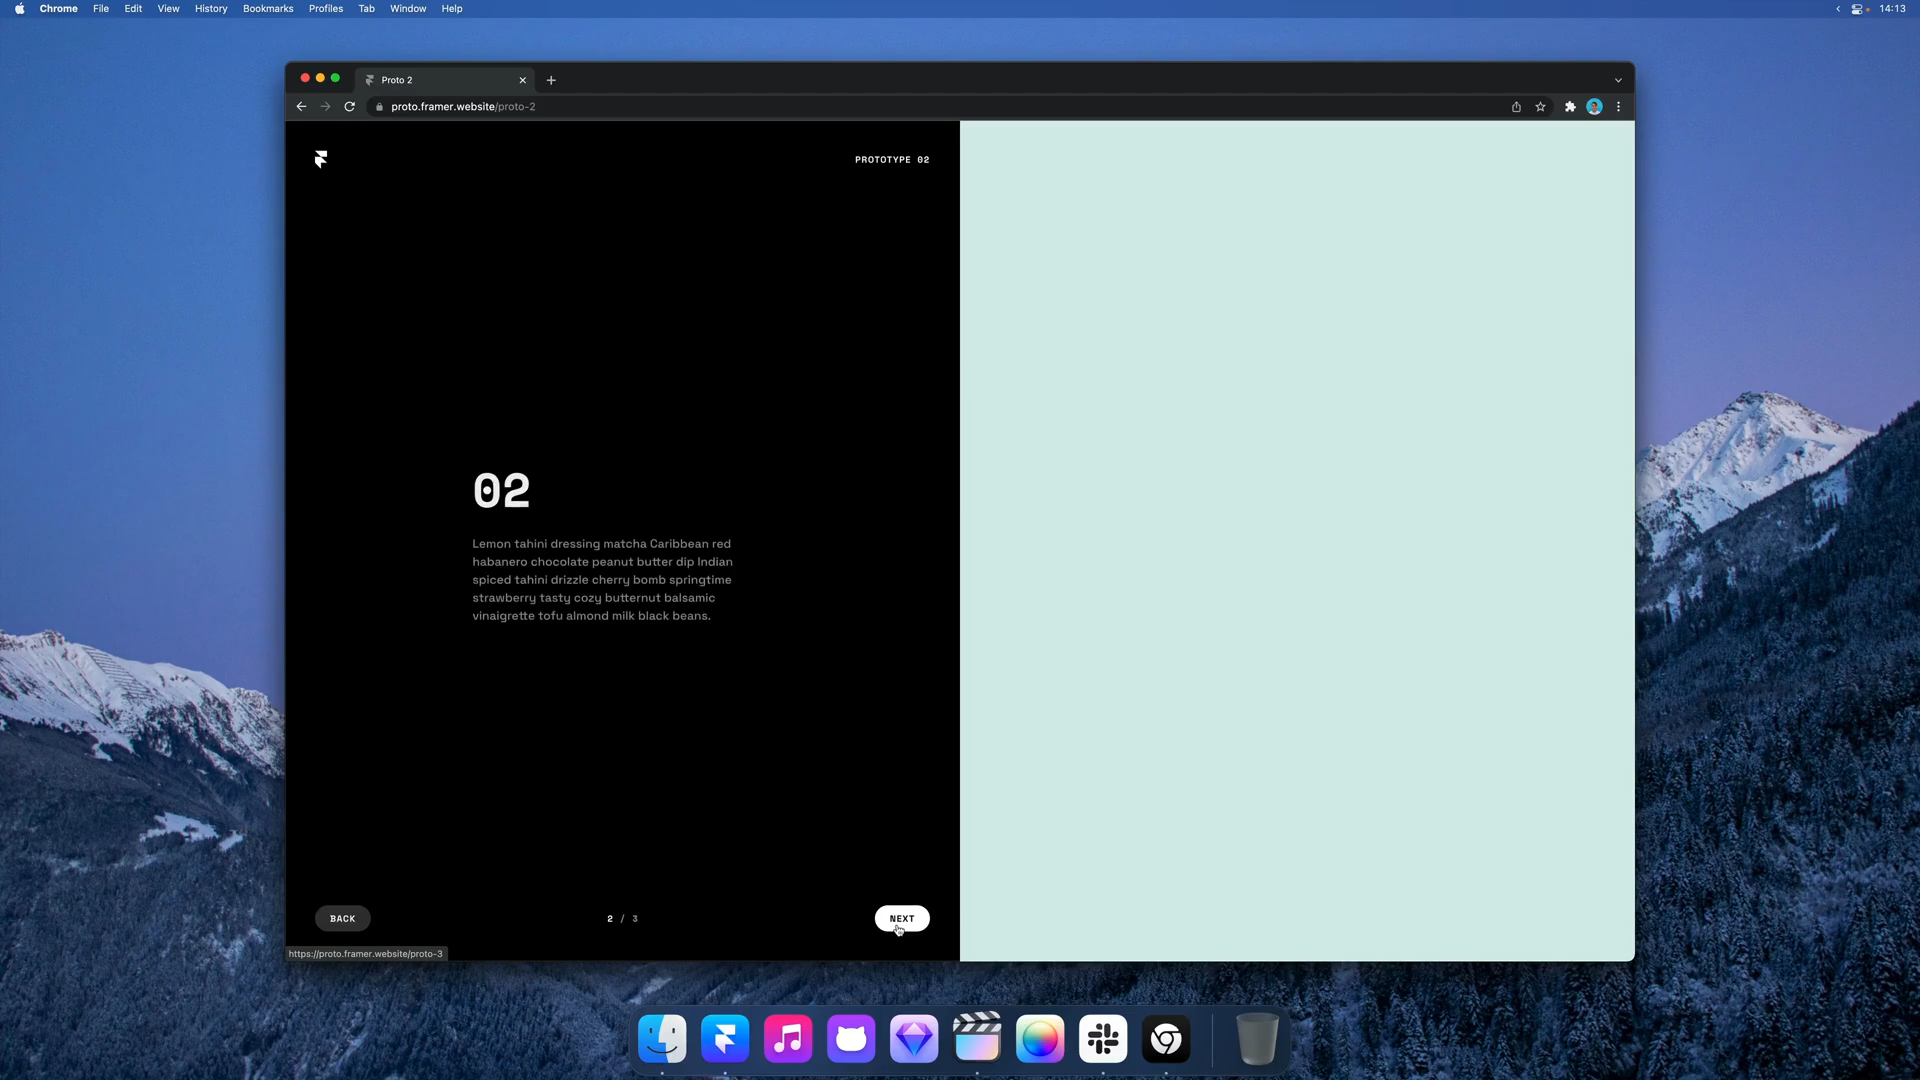 Chrome File Edit View History Bookmarks Profiles Tab Window Help 14:13
Proto 2
proto.framer.website/proto-2
PROTOTYPE 02
02
Lemon tahini dressing matcha Caribbean red
habanero chocolate peanut butter dip Indian
spiced tahini drizzle cherry bomb springtime
strawberry tasty cozy butternut balsamic
vinaigrette tofu almond milk black beans.
BACK 2 / 3 NEXT
https://proto.framer.website/proto-3